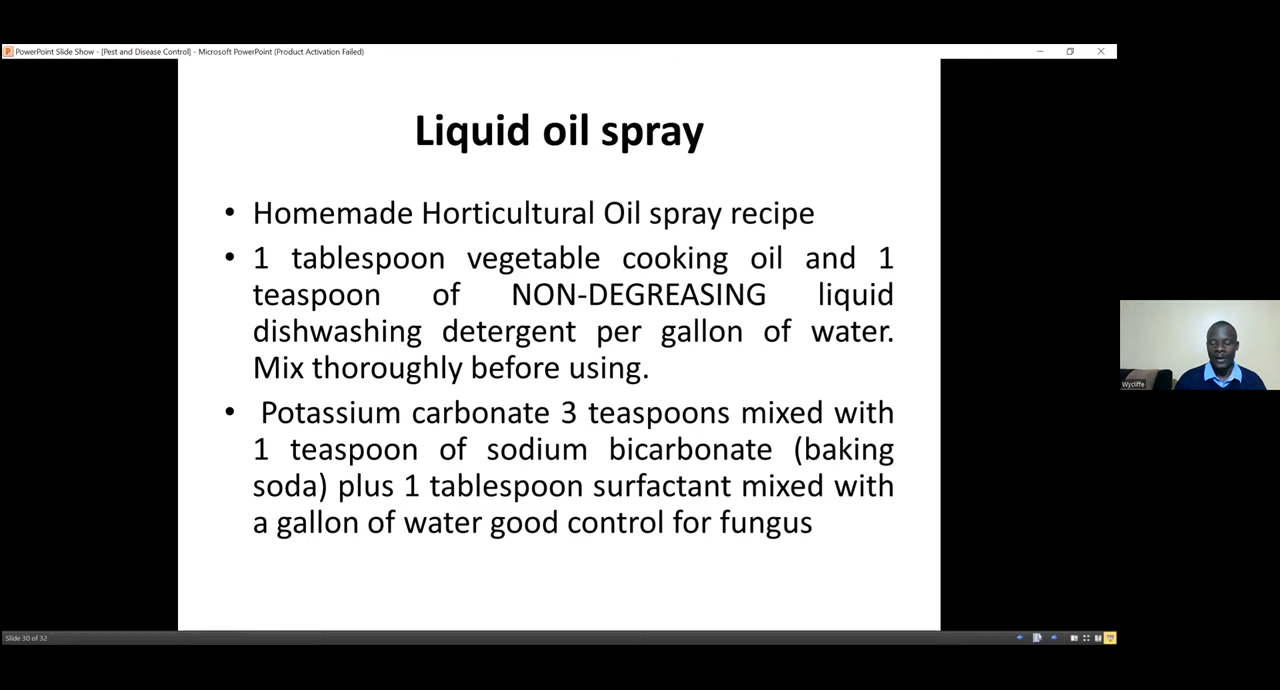 PowerPoint Slide Show - [Pest and Disease Control] - Microsoft PowerPoint (Product Activation Failed)
Liquid oil spray
• Homemade Horticultural Oil spray recipe
• 1 tablespoon vegetable cooking oil and 1
teaspoon of NON-DEGREASING liquid
dishwashing detergent per gallon of water.
Mix thoroughly before using.
• Potassium carbonate 3 teaspoons mixed with
1 teaspoon of sodium bicarbonate (baking
soda) plus 1 tablespoon surfactant mixed with
a gallon of water good control for fungus
Wycliffe
Slide 30 of 32